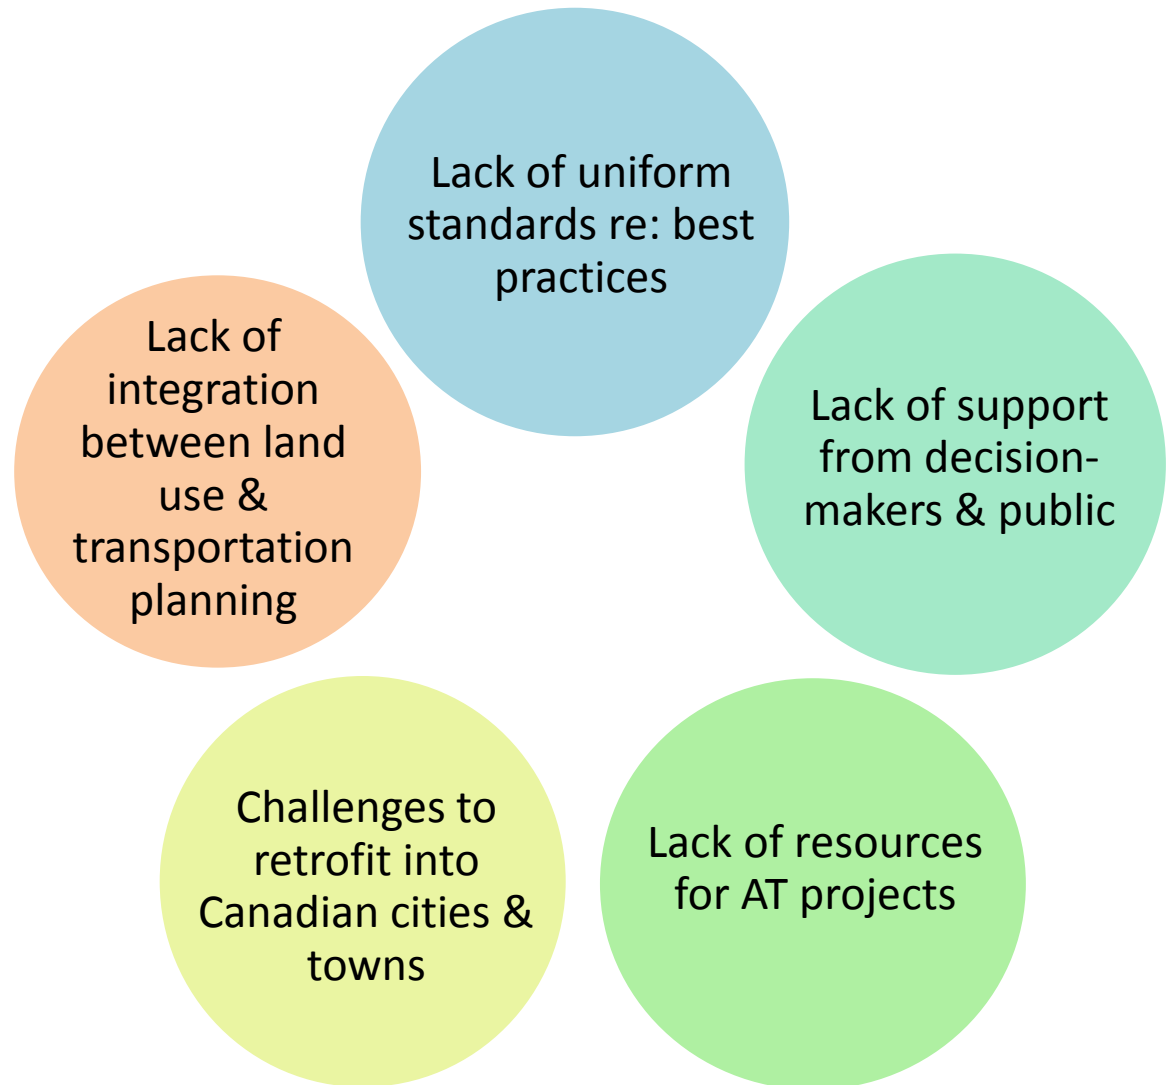 Lack of uniform
standards re: best
practices
Lack of support
from decision-
makers & public
Lack of resources
for AT projects
Challenges to
retrofit into
Canadian cities &
towns
Lack of
integration
between land
use &
transportation
planning